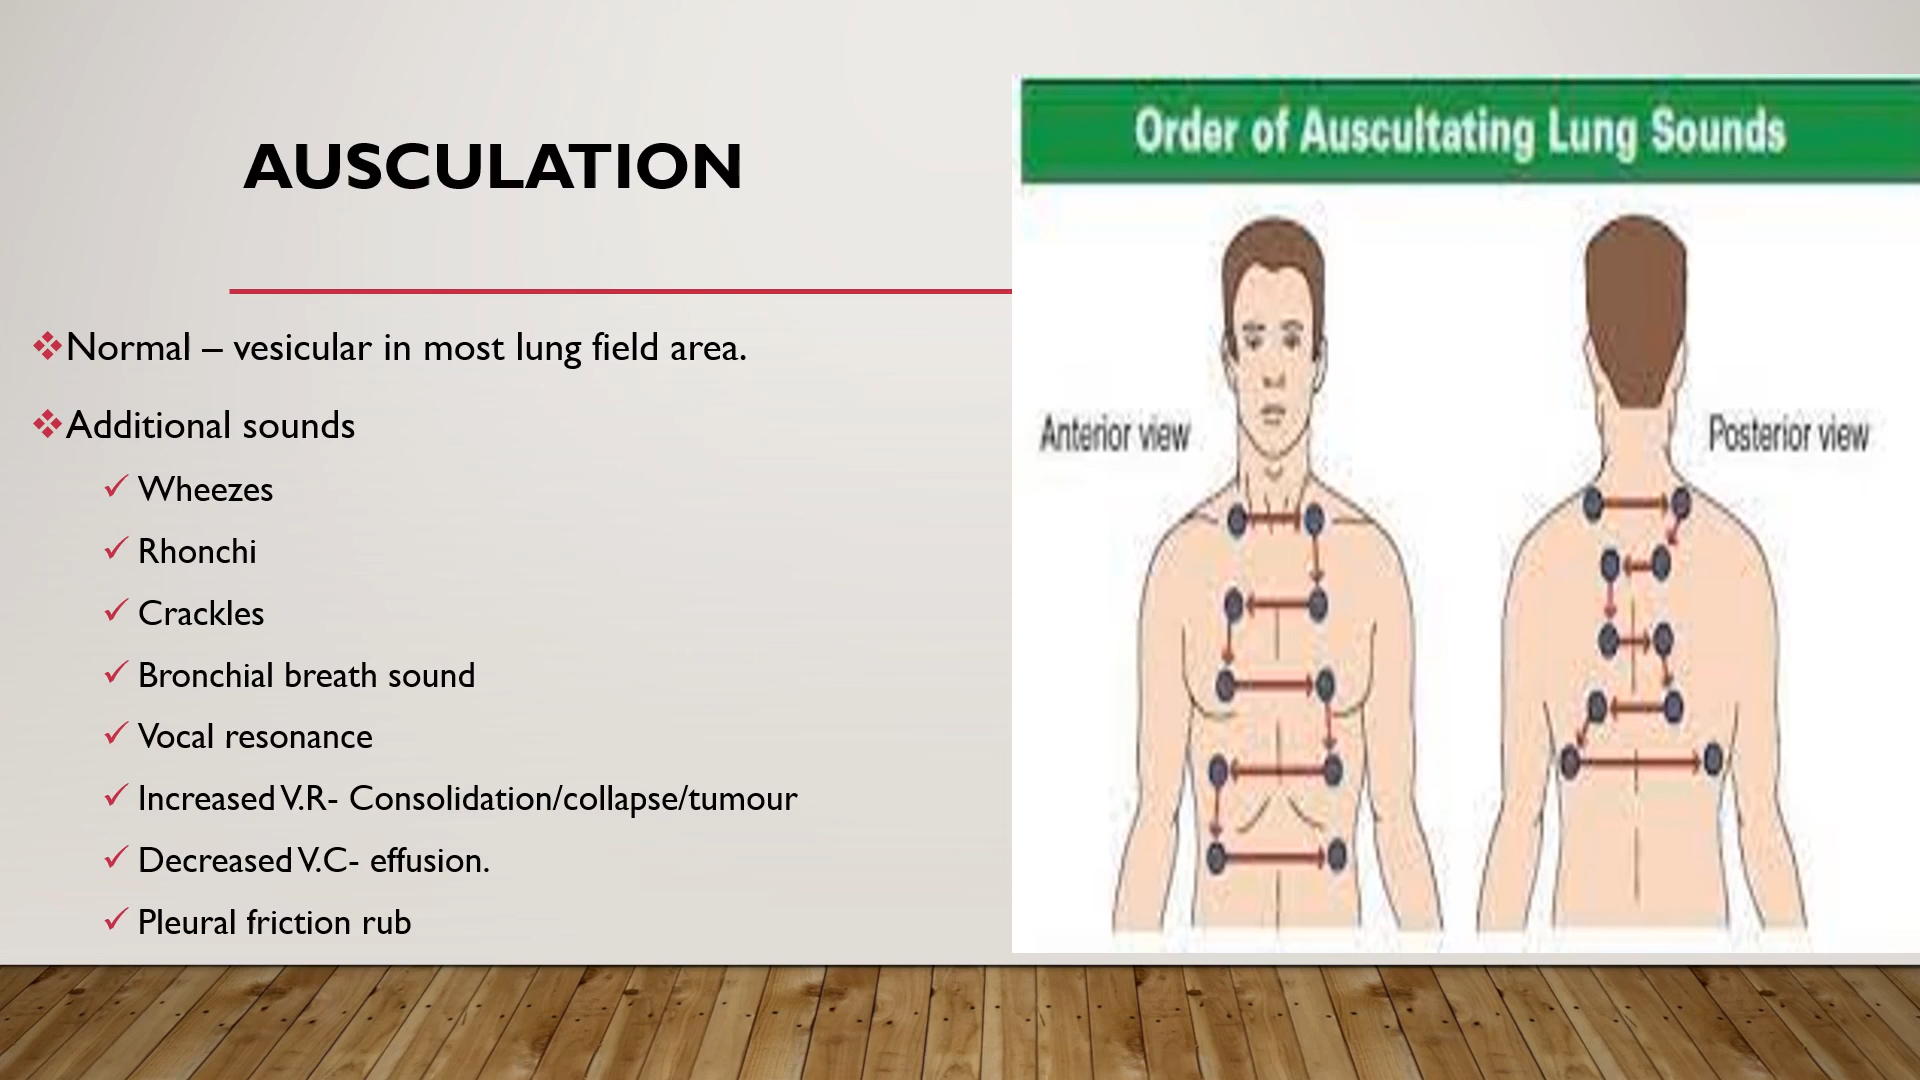 AUSCULATION
Normal – vesicular in most lung field area.
Additional sounds
Wheezes
Rhonchi
Crackles
Bronchial breath sound
Vocal resonance
Increased V.R- Consolidation/collapse/tumour
Decreased V.C- effusion.
Pleural friction rub
Order of Auscultating Lung Sounds
Anterior view
Posterior view